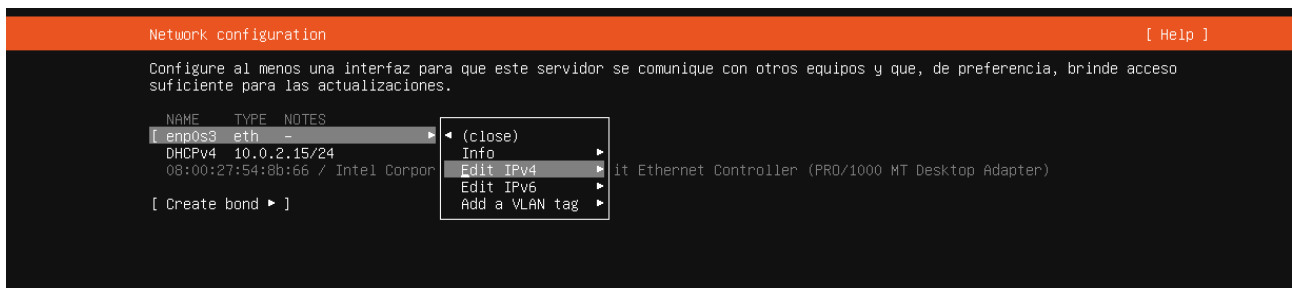 Network configuration [ Help ]
Configure al menos una interfaz para que este servidor se comunique con otros equipos y que, de preferencia, brinde acceso
suficiente para las actualizaciones.
NAME TYPE NOTES
[ enp0s3 eth - ▸
DHCPv4 10.0.2.15/24
08:00:27:54:8b:66 / Intel Corpor
◂ (close)
Info ▸
Edit IPv4 ▸
Edit IPv6 ▸
Add a VLAN tag ▸
it Ethernet Controller (PRO/1000 MT Desktop Adapter)
[ Create bond ▸ ]